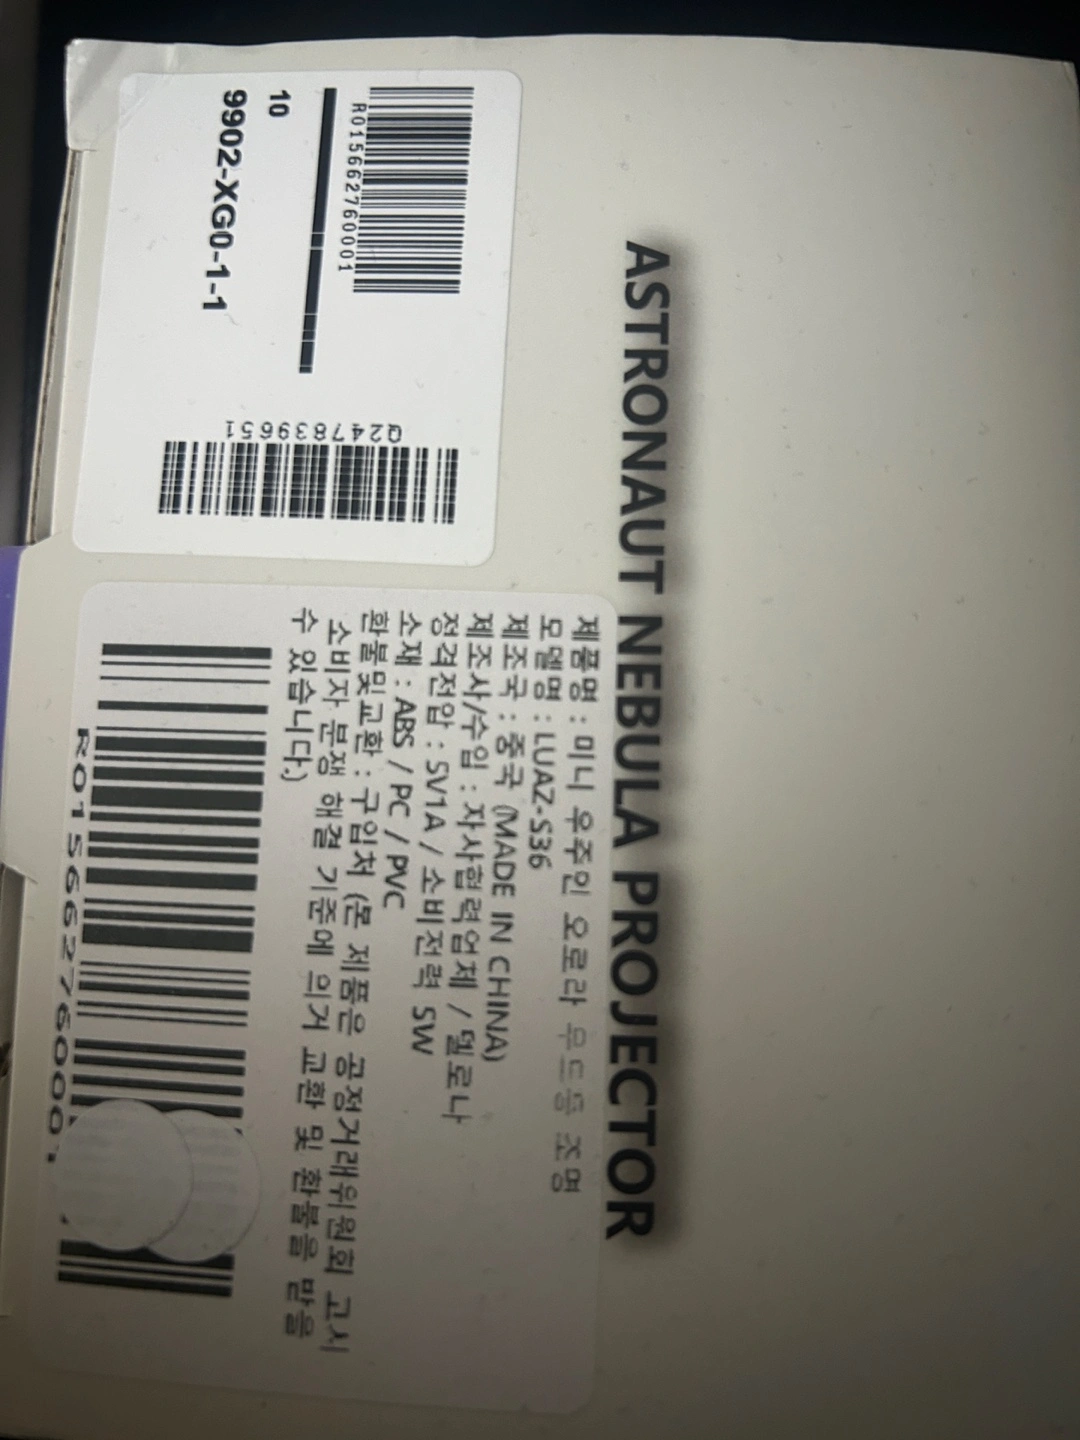 ASTRONAUT NEBULA PROJECTOR
R015662760001
10
9902-XG0-1-1
Q247839651
제품명 : 미니 우주인 오로라 무드등 조명
모델명 : LUAZ-S36
제조국 : 중국 (MADE IN CHINA)
제조사/수입 : 자사협력업체 / 델로나
정격전압 : 5V1A / 소비전력 5W
소재 : ABS / PC / PVC
환불및교환 : 구입처 (본 제품은 공정거래위원회 고시
소비자 분쟁 해결 기준에 의거 교환 및 환불을 받을
수 있습니다.)
R01566276000